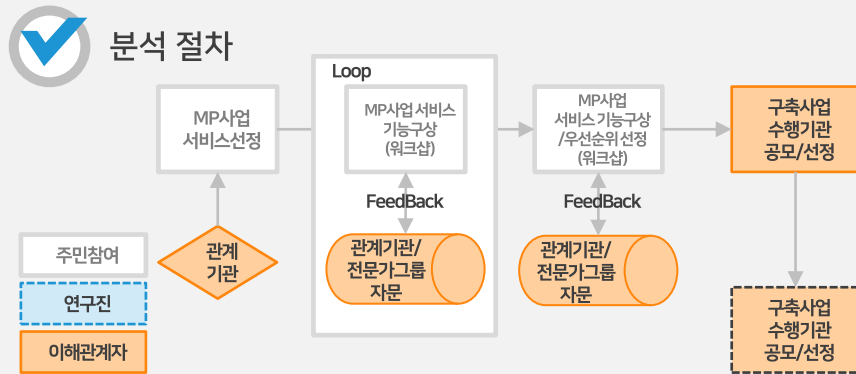 분석 절차
MP사업
서비스선정
Loop
MP사업 서비스
기능구상
(워크샵)
MP사업
서비스 기능구상
/우선순위 선정
(워크샵)
구축사업
수행기관
공모/선정
FeedBack
FeedBack
관계
기관
관계기관/
전문가그룹
자문
관계기관/
전문가그룹
자문
주민참여
연구진
이해관계자
구축사업
수행기관
공모/선정